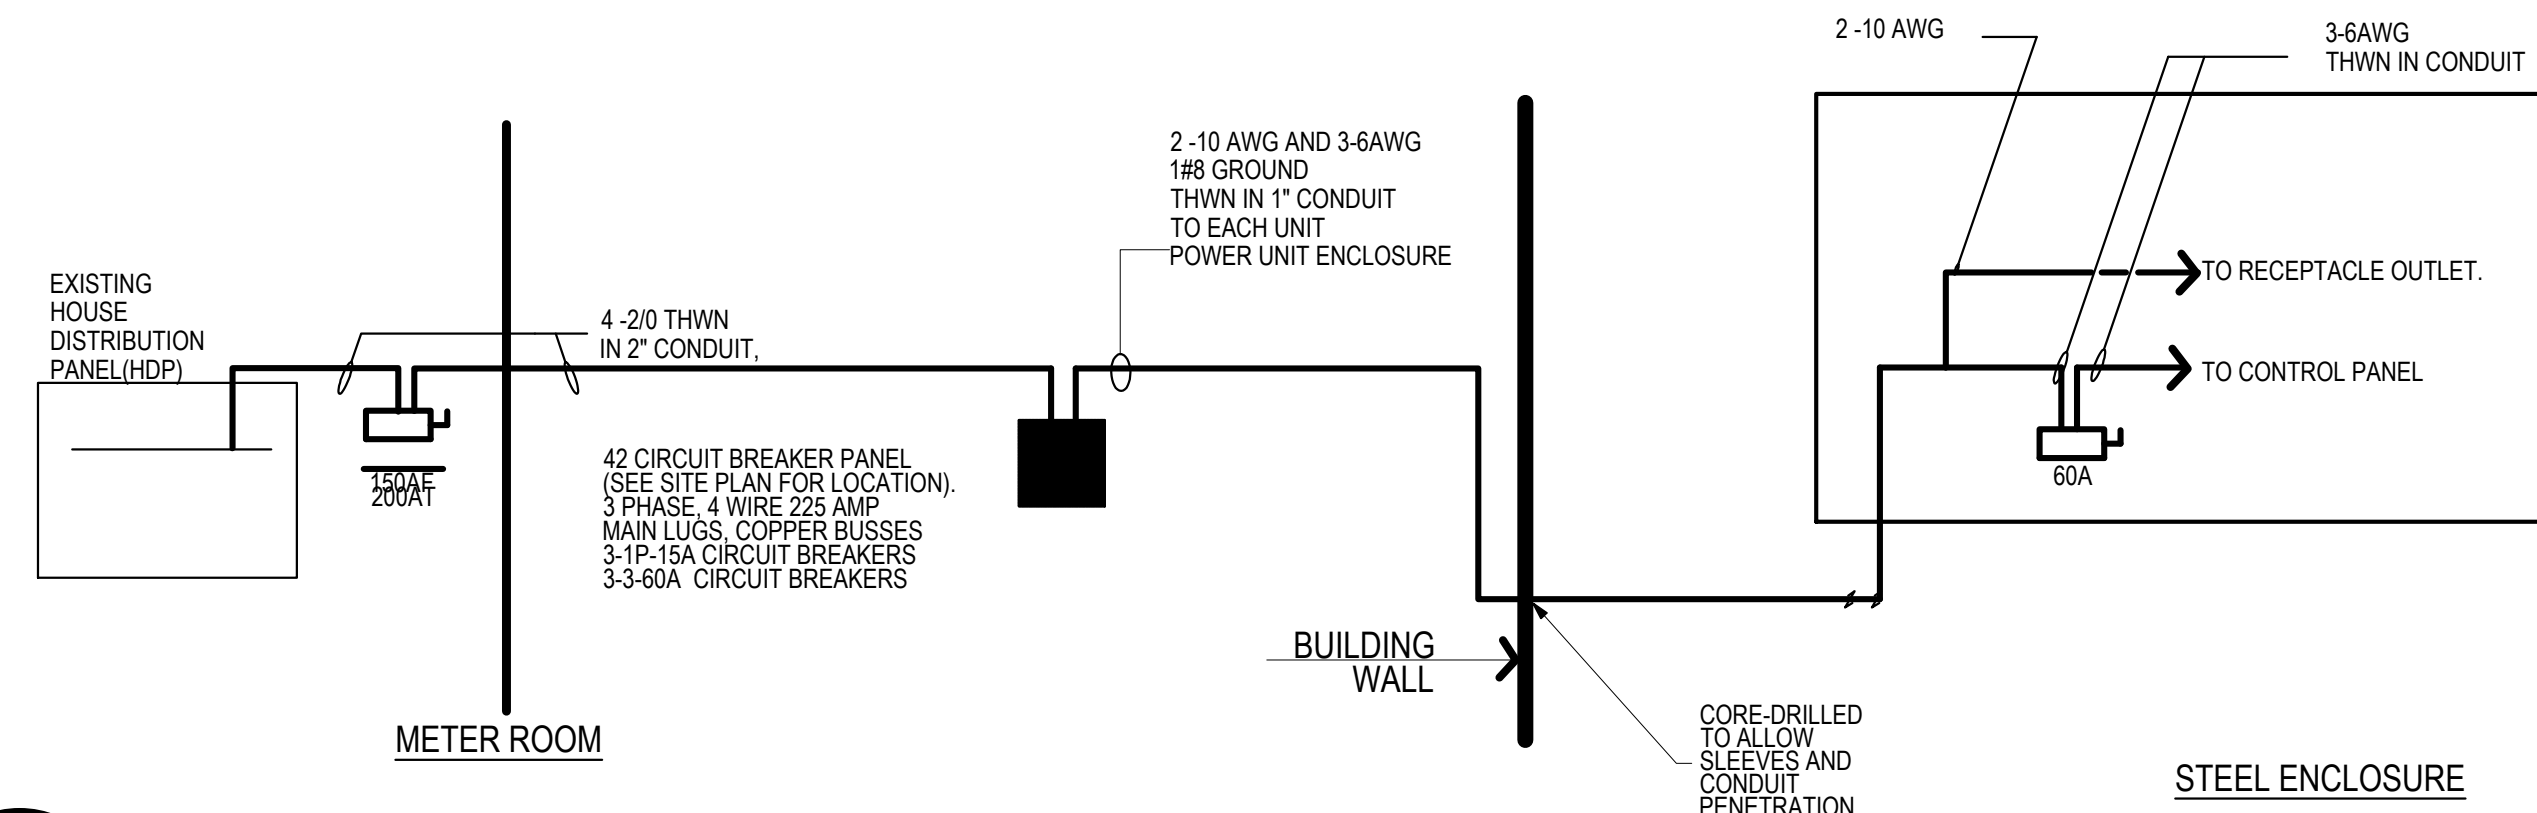 2 -10 AWG
3-6AWG
THWN IN CONDUIT
2 -10 AWG AND 3-6AWG
1#8 GROUND
THWN IN 1" CONDUIT
TO EACH UNIT
POWER UNIT ENCLOSURE
EXISTING
HOUSE
DISTRIBUTION
PANEL(HDP)
4 -2/0 THWN
IN 2" CONDUIT,
TO RECEPTACLE OUTLET.
TO CONTROL PANEL
150AF
200AT
60A
42 CIRCUIT BREAKER PANEL
(SEE SITE PLAN FOR LOCATION).
3 PHASE, 4 WIRE 225 AMP
MAIN LUGS, COPPER BUSSES
3-1P-15A CIRCUIT BREAKERS
3-3-60A CIRCUIT BREAKERS
BUILDING
WALL
METER ROOM
CORE-DRILLED
TO ALLOW
SLEEVES AND
CONDUIT
PENETRATION
STEEL ENCLOSURE